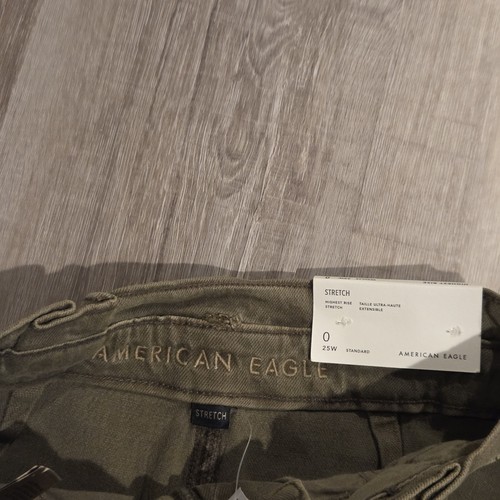 STRETCH
HIGHEST RISE
STRETCH
TAILLE ULTRA-HAUTE
EXTENSIBLE
0
25W STANDARD
AMERICAN EAGLE
AMERICAN EAGLE
STRETCH